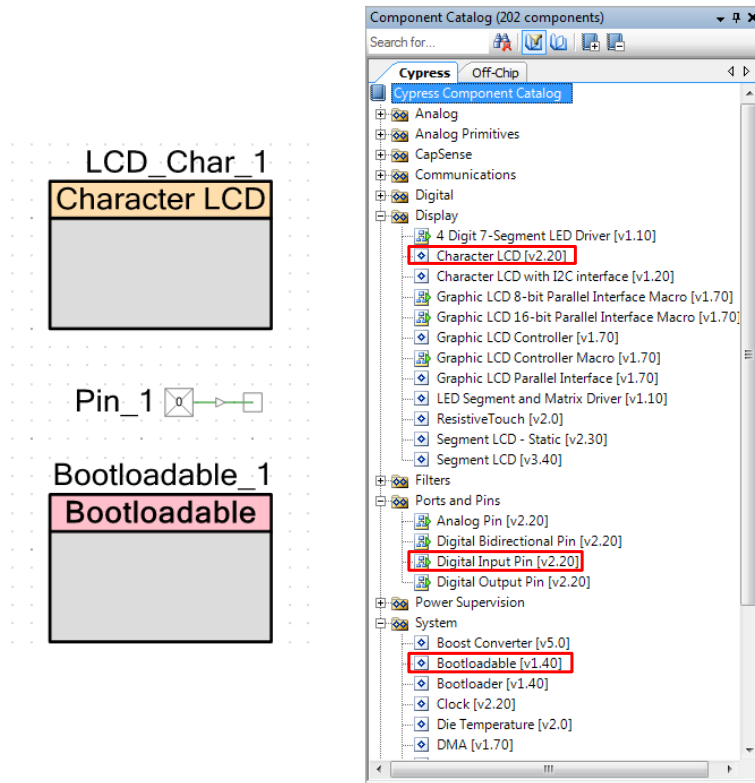 LCD_Char_1
Character LCD
Pin_1
0
Bootloadable_1
Bootloadable
Component Catalog (202 components)
Search for...
Cypress Off-Chip
Cypress Component Catalog
Analog
Analog Primitives
CapSense
Communications
Digital
Display
4 Digit 7-Segment LED Driver [v1.10]
Character LCD [v2.20]
Character LCD with I2C interface [v1.20]
Graphic LCD 8-bit Parallel Interface Macro [v1.70]
Graphic LCD 16-bit Parallel Interface Macro [v1.70]
Graphic LCD Controller [v1.70]
Graphic LCD Controller Macro [v1.70]
Graphic LCD Parallel Interface [v1.70]
LED Segment and Matrix Driver [v1.10]
ResistiveTouch [v2.0]
Segment LCD - Static [v2.30]
Segment LCD [v3.40]
Filters
Ports and Pins
Analog Pin [v2.20]
Digital Bidirectional Pin [v2.20]
Digital Input Pin [v2.20]
Digital Output Pin [v2.20]
Power Supervision
System
Boost Converter [v5.0]
Bootloadable [v1.40]
Bootloader [v1.40]
Clock [v2.20]
Die Temperature [v2.0]
DMA [v1.70]